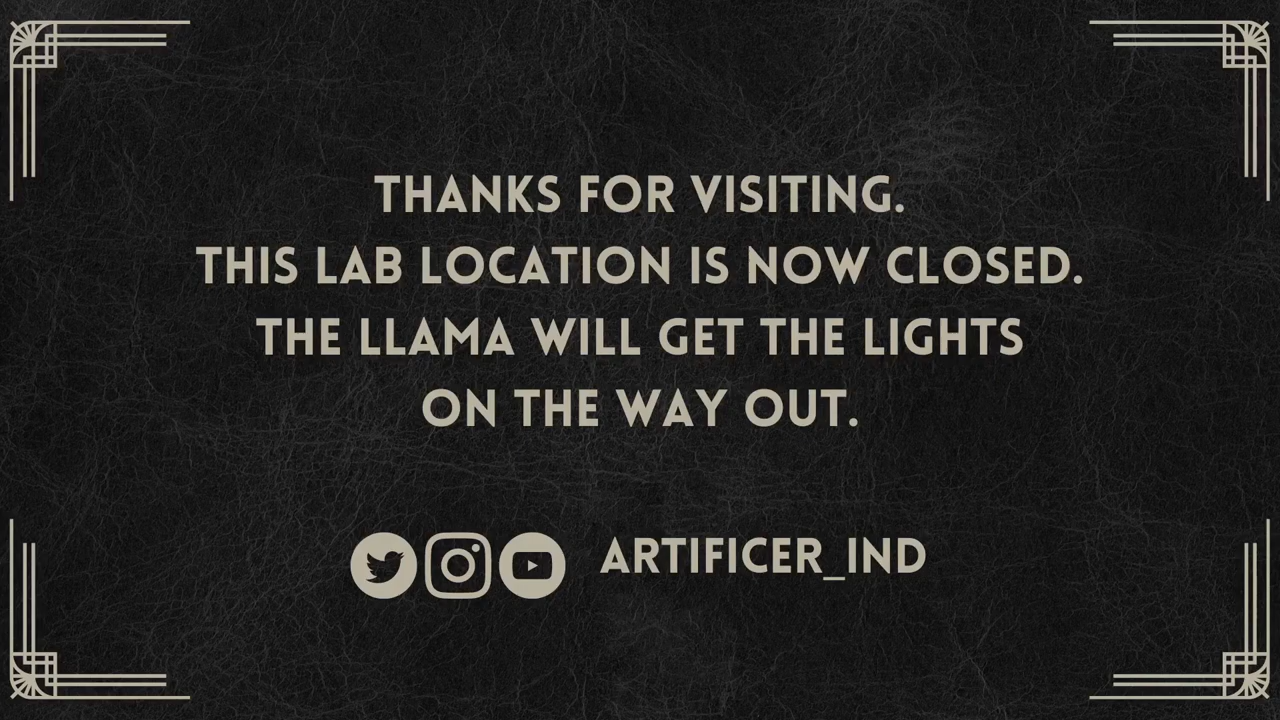 THANKS FOR VISITING.
THIS LAB LOCATION IS NOW CLOSED.
THE LLAMA WILL GET THE LIGHTS
ON THE WAY OUT.
ARTIFICER_IND